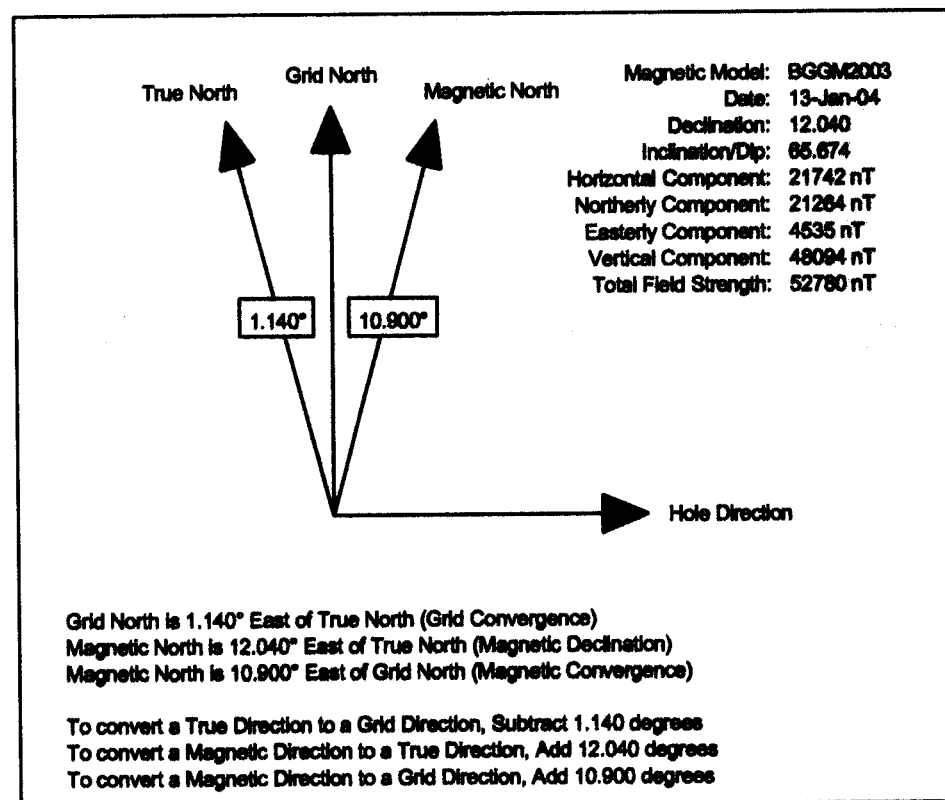 True North
Grid North
Magnetic North
Magnetic Model: BGGM2003
Date: 13-Jan-04
Declination: 12.040
Inclination/Dip: 65.674
Horizontal Component: 21742 nT
Northerly Component: 21264 nT
Easterly Component: 4535 nT
Vertical Component: 48094 nT
Total Field Strength: 52780 nT
1.140°
10.900°
Hole Direction
Grid North is 1.140° East of True North (Grid Convergence)
Magnetic North is 12.040° East of True North (Magnetic Declination)
Magnetic North is 10.900° East of Grid North (Magnetic Convergence)
To convert a True Direction to a Grid Direction, Subtract 1.140 degrees
To convert a Magnetic Direction to a True Direction, Add 12.040 degrees
To convert a Magnetic Direction to a Grid Direction, Add 10.900 degrees